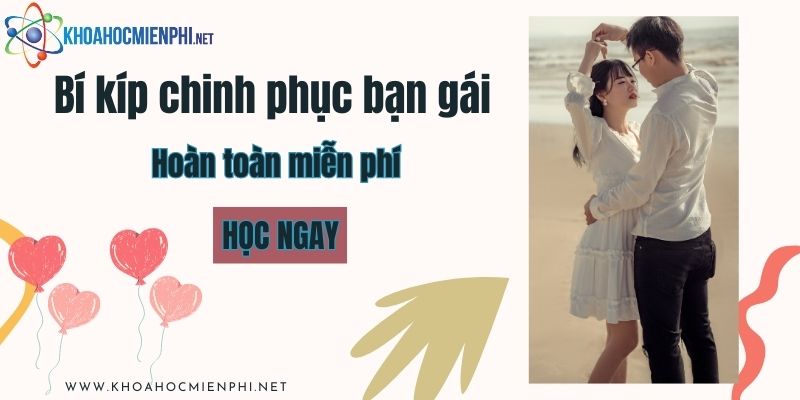 KHOAHOCMIENPHI.NET
Bí kíp chinh phục bạn gái
Hoàn toàn miễn phí
HỌC NGAY
WWW.KHOAHOCMIENPHI.NET